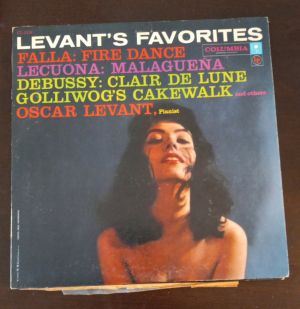 LEVANT'S FAVORITES
COLUMBIA
FALLA: FIRE DANCE
LECUONA: MALAGUEÑA
DEBUSSY: CLAIR DE LUNE
GOLLIWOG'S CAKEWALK and others
OSCAR LEVANT, Pianist